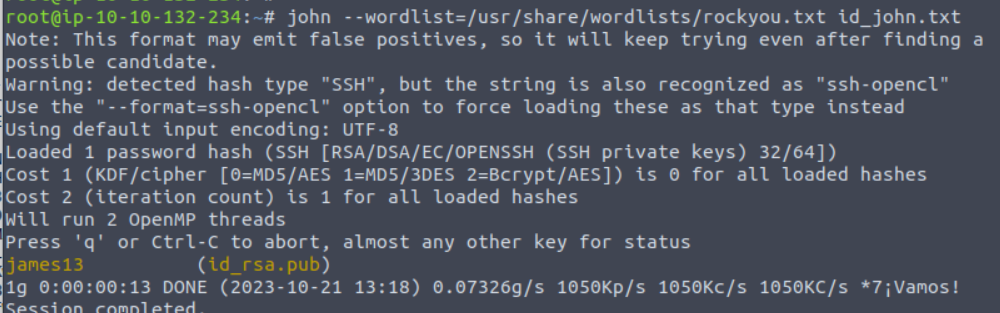 root@ip-10-10-132-234:~# john --wordlist=/usr/share/wordlists/rockyou.txt id_john.txt
Note: This format may emit false positives, so it will keep trying even after finding a
possible candidate.
Warning: detected hash type "SSH", but the string is also recognized as "ssh-opencl"
Use the "--format=ssh-opencl" option to force loading these as that type instead
Using default input encoding: UTF-8
Loaded 1 password hash (SSH [RSA/DSA/EC/OPENSSH (SSH private keys) 32/64])
Cost 1 (KDF/cipher [0=MD5/AES 1=MD5/3DES 2=Bcrypt/AES]) is 0 for all loaded hashes
Cost 2 (iteration count) is 1 for all loaded hashes
Will run 2 OpenMP threads
Press 'q' or Ctrl-C to abort, almost any other key for status
james13 (id_rsa.pub)
1g 0:00:00:13 DONE (2023-10-21 13:18) 0.07326g/s 1050Kp/s 1050Kc/s 1050KC/s *7¡Vamos!
Session completed.